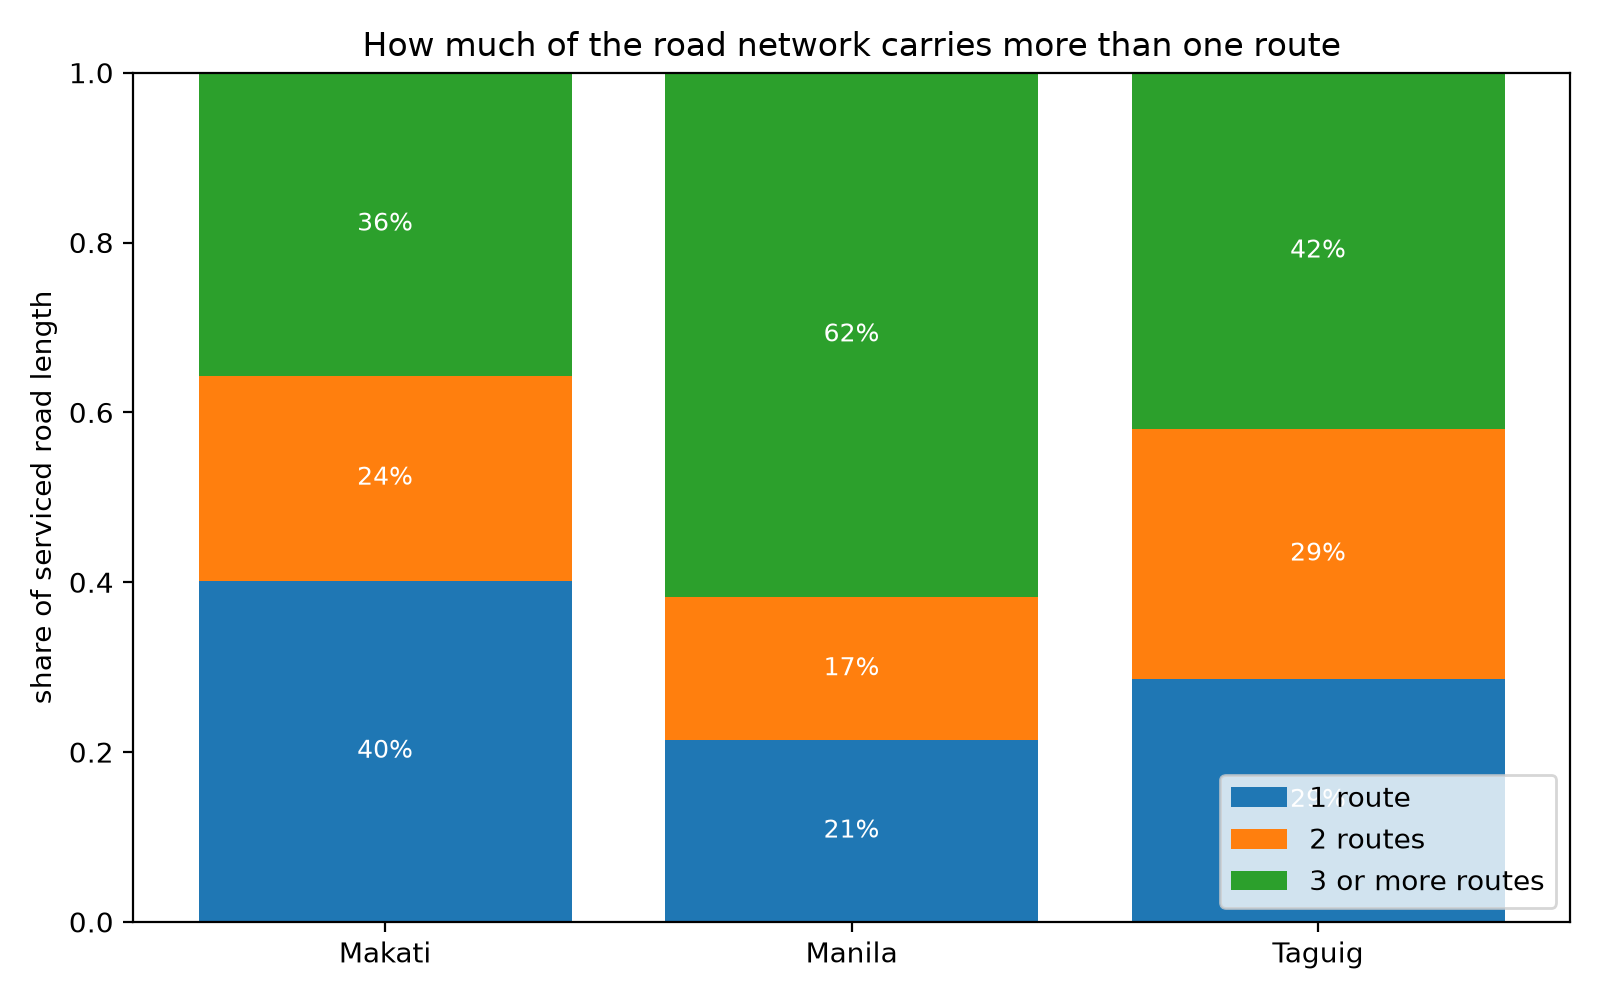 How much of the road network carries more than one route
share of serviced road length
1.0
0.8
0.6
0.4
0.2
0.0
36%
24%
40%
62%
17%
21%
42%
29%
29%
1 route
2 routes
3 or more routes
Makati
Manila
Taguig